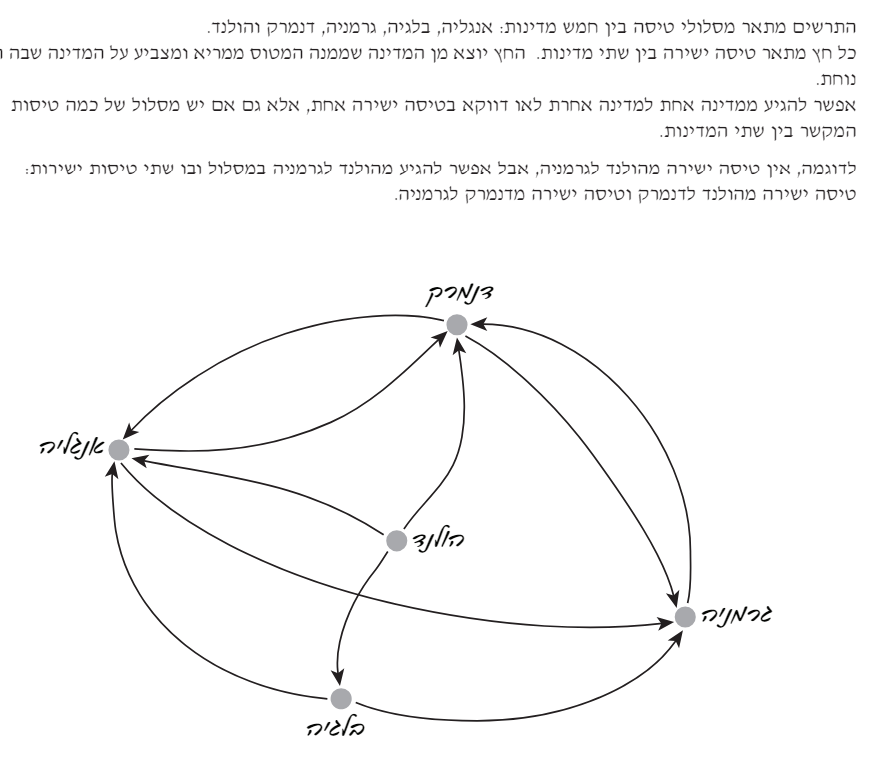 התרשים מתאר מסלולי טיסה בין חמש מדינות: אנגליה, בלגיה, גרמניה, דנמרק והולנד.
כל חץ מתאר טיסה ישירה בין שתי מדינות. החץ יוצא מן המדינה שממנה המטוס ממריא ומצביע על המדינה שבה
נוחת.
אפשר להגיע ממדינה אחת למדינה אחרת לאו דווקא בטיסה ישירה אחת, אלא גם אם יש מסלול של כמה טיסות
המקשר בין שתי המדינות.
לדוגמה, אין טיסה ישירה מהולנד לגרמניה, אבל אפשר להגיע מהולנד לגרמניה במסלול ובו שתי טיסות ישירות:
טיסה ישירה מהולנד לדנמרק וטיסה ישירה מדנמרק לגרמניה.
דנמרק
אנגליה
הולנד
גרמניה
בלגיה